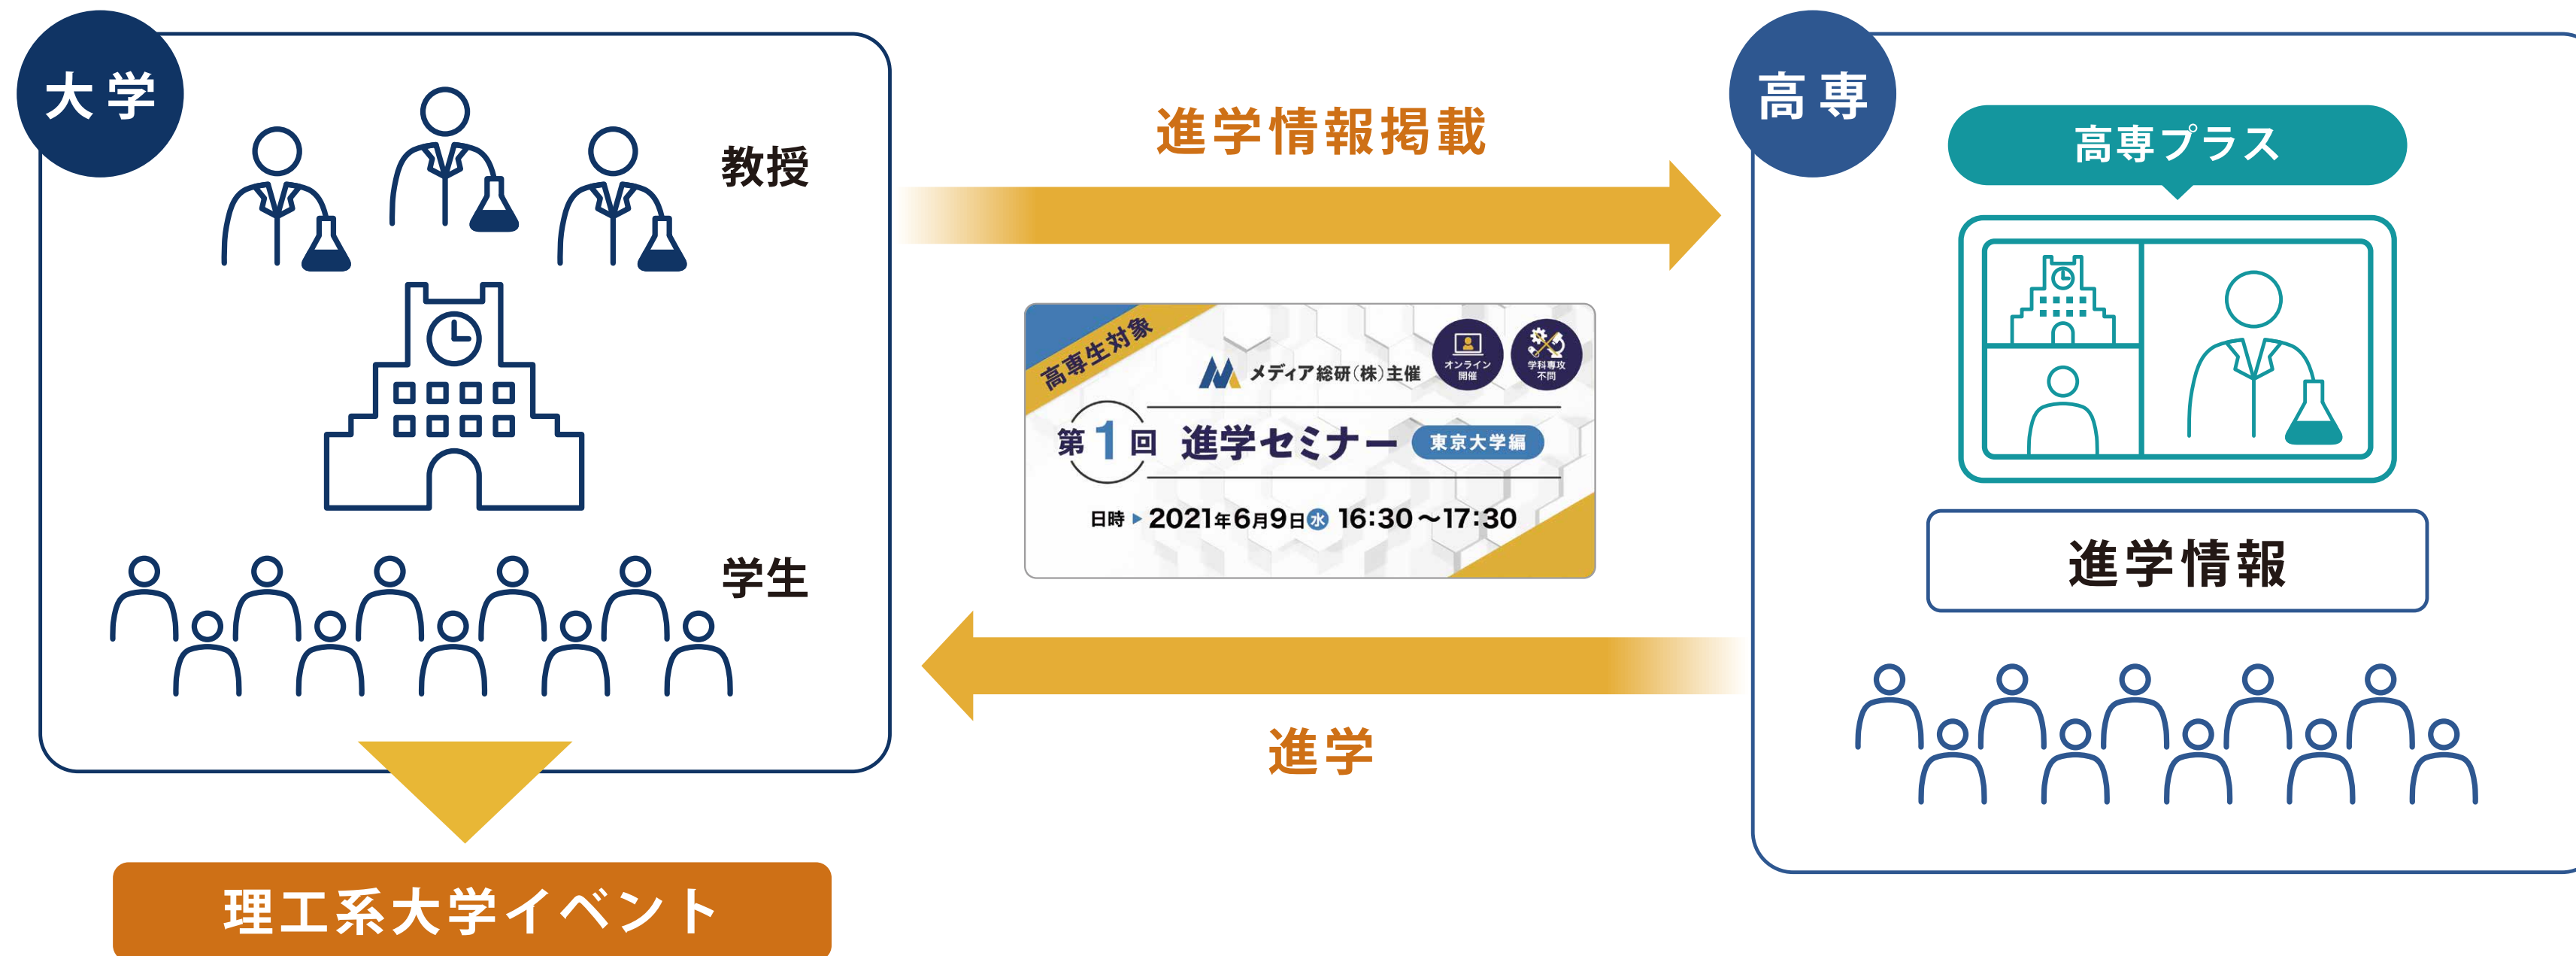 大学
教授
学生
理工系大学イベント
進学情報掲載
高専生対象
メディア総研(株)主催
オンライン
開催
学科専攻
不問
第1回 進学セミナー 東京大学編
日時 ▶ 2021年6月9日水 16:30～17:30
進学
高専
高専プラス
進学情報